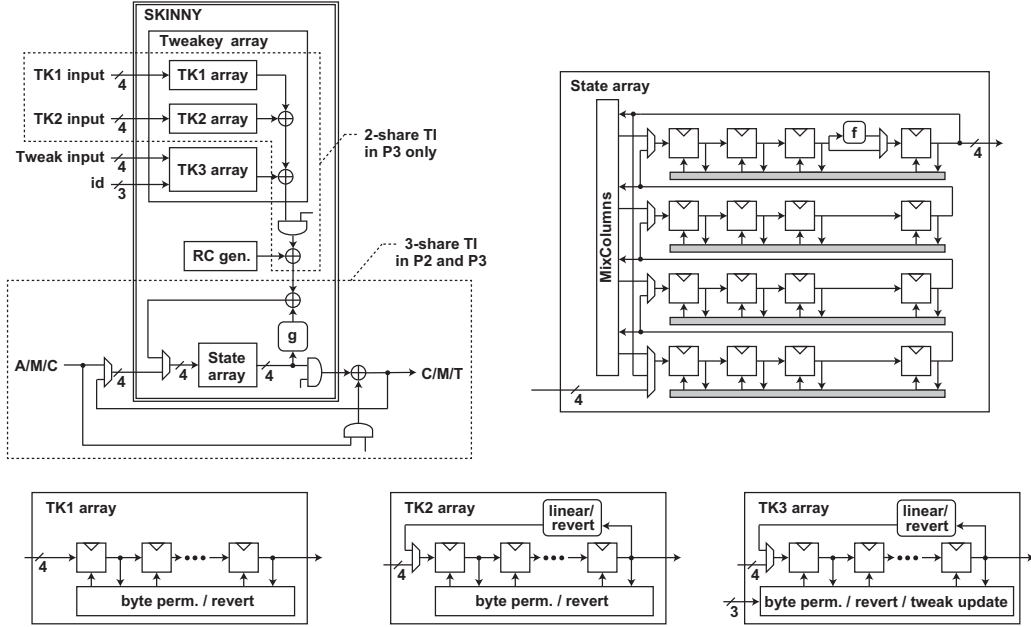 SKINNY
Tweakey array
TK1 input
4
TK1 array
TK2 input
4
TK2 array
Tweak input
4
id
3
TK3 array
2-share TI
in P3 only
RC gen.
3-share TI
in P2 and P3
g
A/M/C
4
4
State
array
4
C/M/T
State array
MixColumns
f
4
4
TK1 array
4
byte perm. / revert
TK2 array
linear/
revert
4
byte perm. / revert
TK3 array
linear/
revert
4
3
byte perm. / revert / tweak update